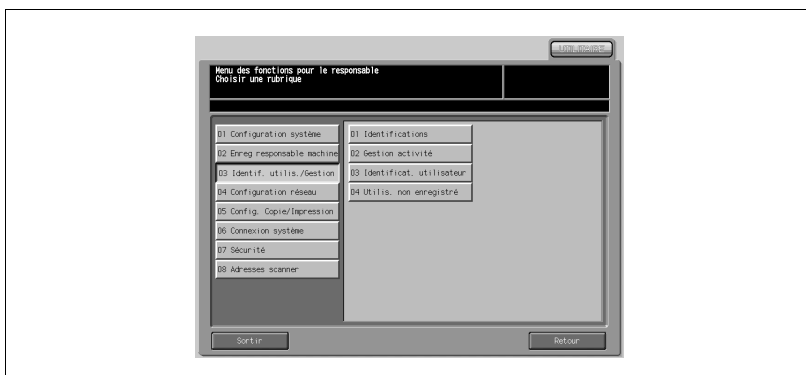 Menu des fonctions pour le responsable
Choisir une rubrique
01 Configuration système
02 Enreg responsable machine
03 Identif. utilis./Gestion
04 Configuration réseau
05 Config. Copie/Impression
06 Connexion système
07 Sécurité
08 Adresses scanner
01 Identifications
02 Gestion activité
03 Identificat. utilisateur
04 Utilis. non enregistré
Sortir
Retour